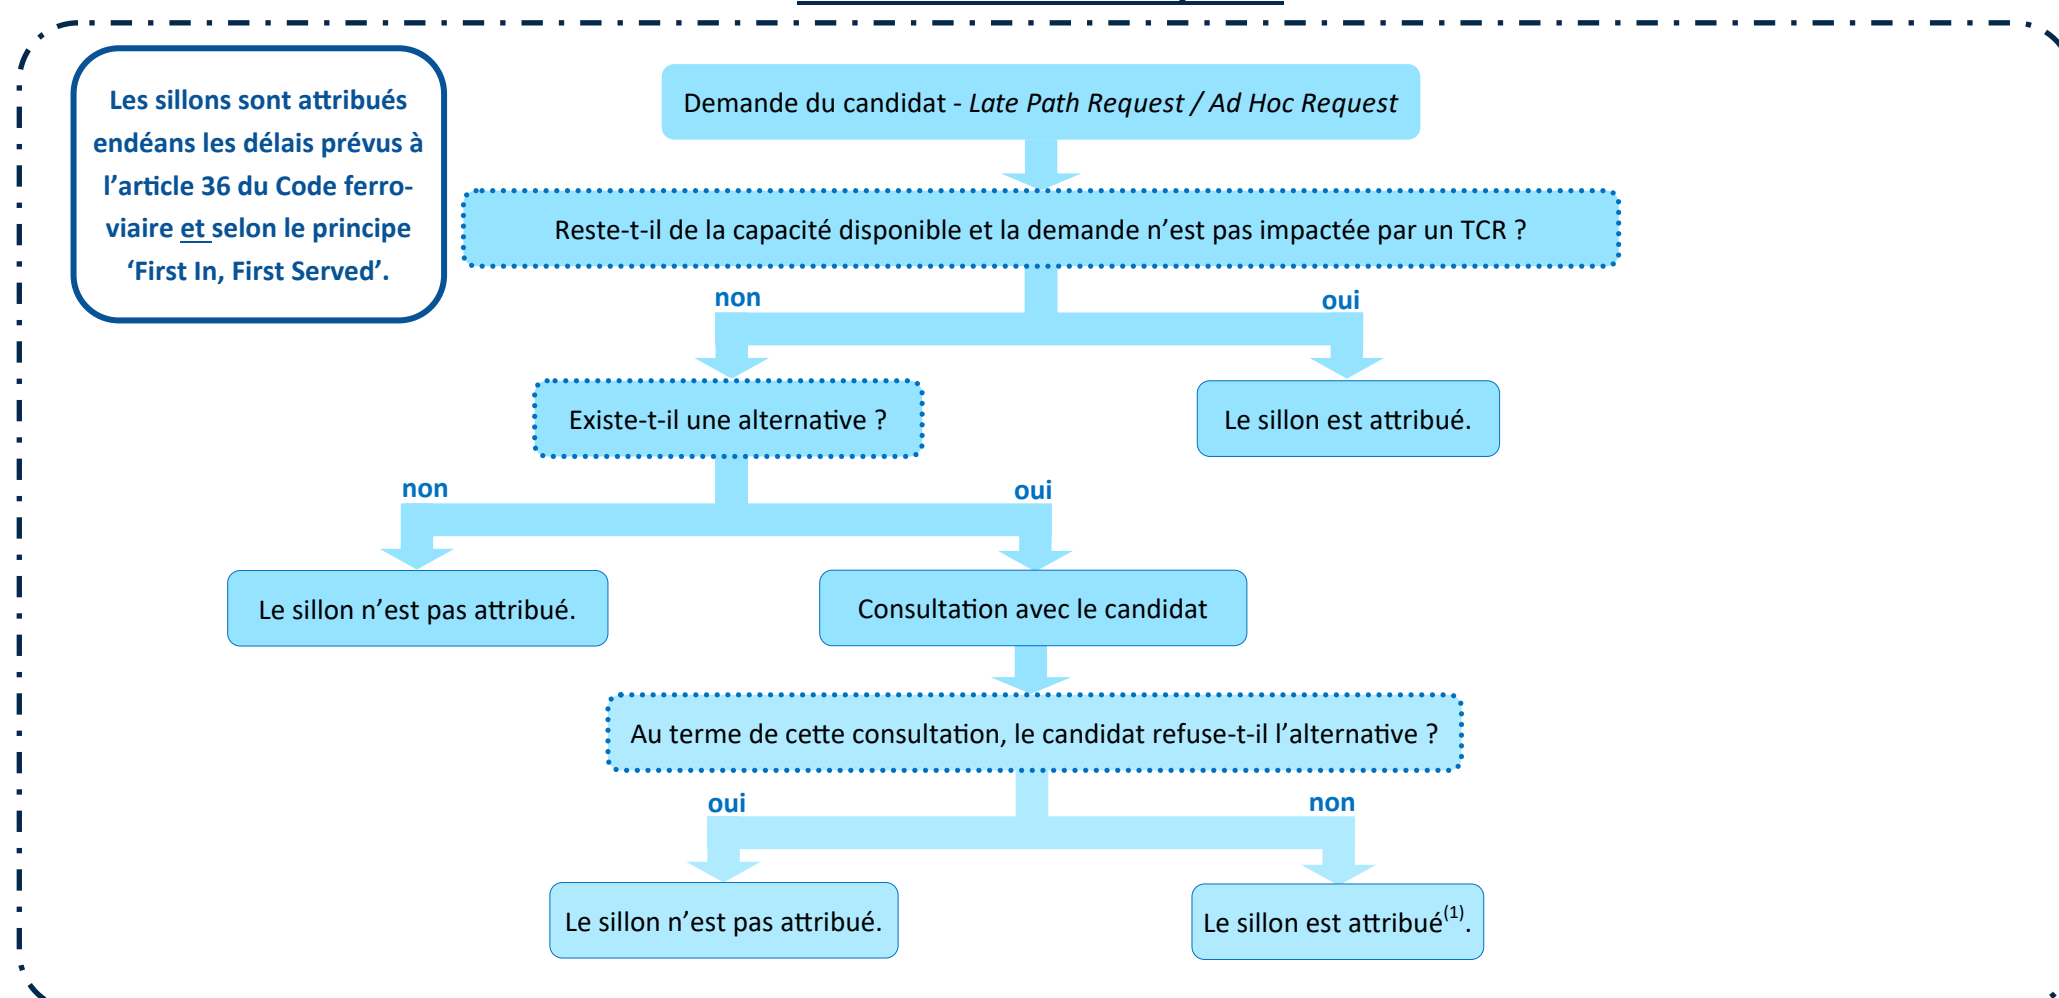 Les sillons sont attribués
endéans les délais prévus à
l’article 36 du Code ferro-
viaire et selon le principe
‘First In, First Served’.
Demande du candidat - Late Path Request / Ad Hoc Request
Reste-t-il de la capacité disponible et la demande n’est pas impactée par un TCR ?
non
oui
Existe-t-il une alternative ?
Le sillon est attribué.
non
oui
Le sillon n’est pas attribué.
Consultation avec le candidat
Au terme de cette consultation, le candidat refuse-t-il l’alternative ?
oui
non
Le sillon n’est pas attribué.
Le sillon est attribué(1).